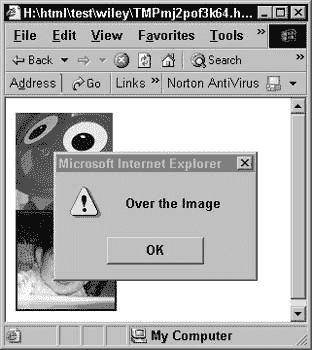 H:\html\test\wiley\TMPmj2pof3k64.h...
File Edit View Favorites Tools »
Back Search »
Address Go Links » Norton AntiVirus
Microsoft Internet Explorer
Over the Image
OK
My Computer